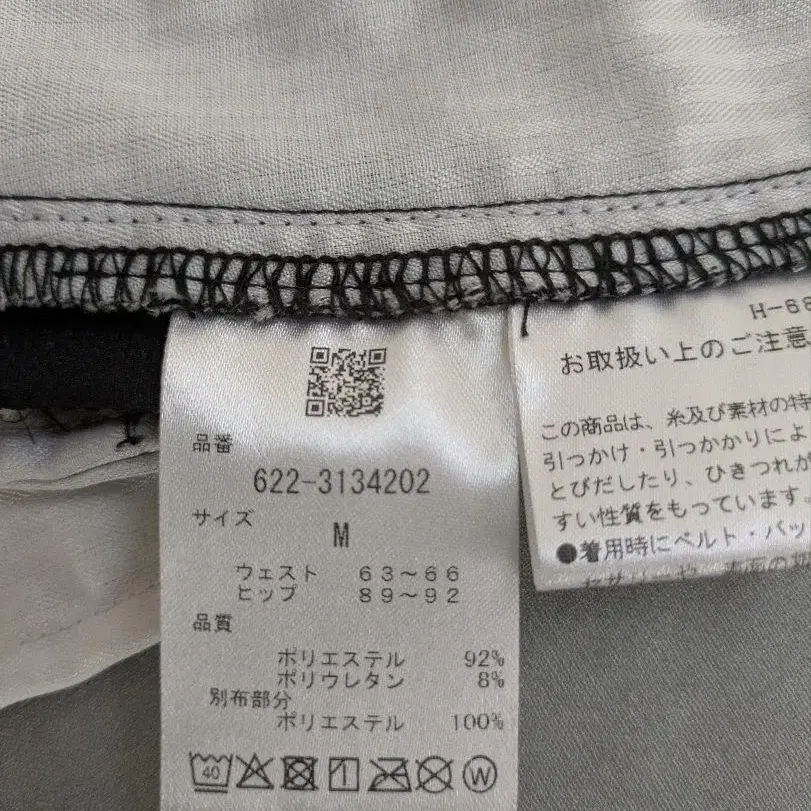 品番
622-3134202
サイズ
M
ウェスト 63～66
ヒップ 89～92
品質
ポリエステル 92%
ポリウレタン 8%
別布部分
ポリエステル 100%
40
W
H-6
お取扱い上のご注意
この商品は、糸及び素材の特
引っかけ・引っかかりによ
とびだしたり、ひきつれが
すい性質をもっています
●着用時にベルト・バッ